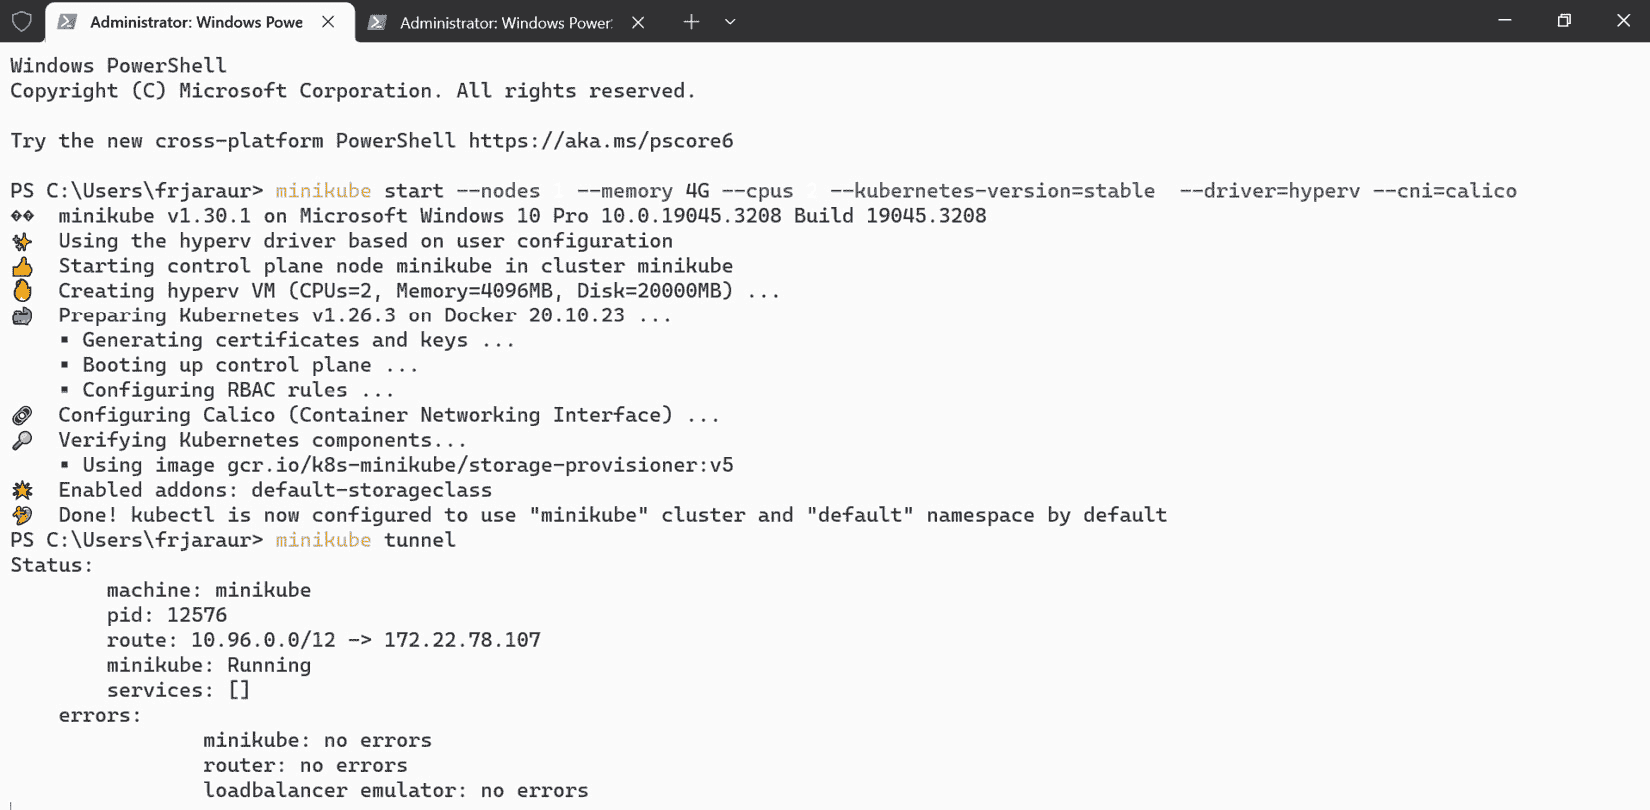 Administrator: Windows Powe
Administrator: Windows Power
Windows PowerShell
Copyright (C) Microsoft Corporation. All rights reserved.
Try the new cross-platform PowerShell https://aka.ms/pscore6
PS C:\Users\frjaraur> minikube start --nodes 1 --memory 4G --cpus 2 --kubernetes-version=stable  --driver=hyperv --cni=calico
minikube v1.30.1 on Microsoft Windows 10 Pro 10.0.19045.3208 Build 19045.3208
Using the hyperv driver based on user configuration
Starting control plane node minikube in cluster minikube
Creating hyperv VM (CPUs=2, Memory=4096MB, Disk=20000MB) ...
Preparing Kubernetes v1.26.3 on Docker 20.10.23 ...
▪ Generating certificates and keys ...
▪ Booting up control plane ...
▪ Configuring RBAC rules ...
Configuring Calico (Container Networking Interface) ...
Verifying Kubernetes components...
▪ Using image gcr.io/k8s-minikube/storage-provisioner:v5
Enabled addons: default-storageclass
Done! kubectl is now configured to use "minikube" cluster and "default" namespace by default
PS C:\Users\frjaraur> minikube tunnel
Status:
machine: minikube
pid: 12576
route: 10.96.0.0/12 -> 172.22.78.107
minikube: Running
services: []
errors:
minikube: no errors
router: no errors
loadbalancer emulator: no errors